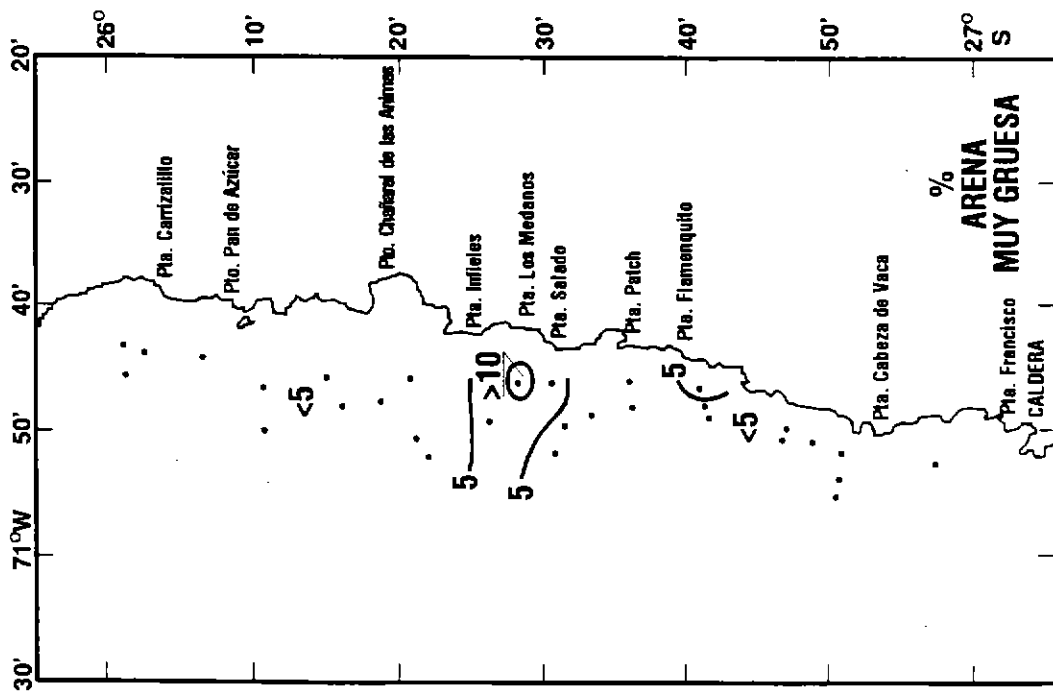 20'
30'
40'
50'
71°W
30'
26°
10'
20'
30'
40'
50'
27°
S
Pta. Carrizalillo
Pto. Pan de Azúcar
Pto. Chañaral de las Animas
Pta. Infieles
Pta. Los Medanos
Pta. Salado
Pta. Patch
Pta. Flamenquito
Pta. Cabeza de Vaca
Pta. Francisco
CALDERA
<5
5
>10
5
5
<5
%
ARENA
MUY GRUESA